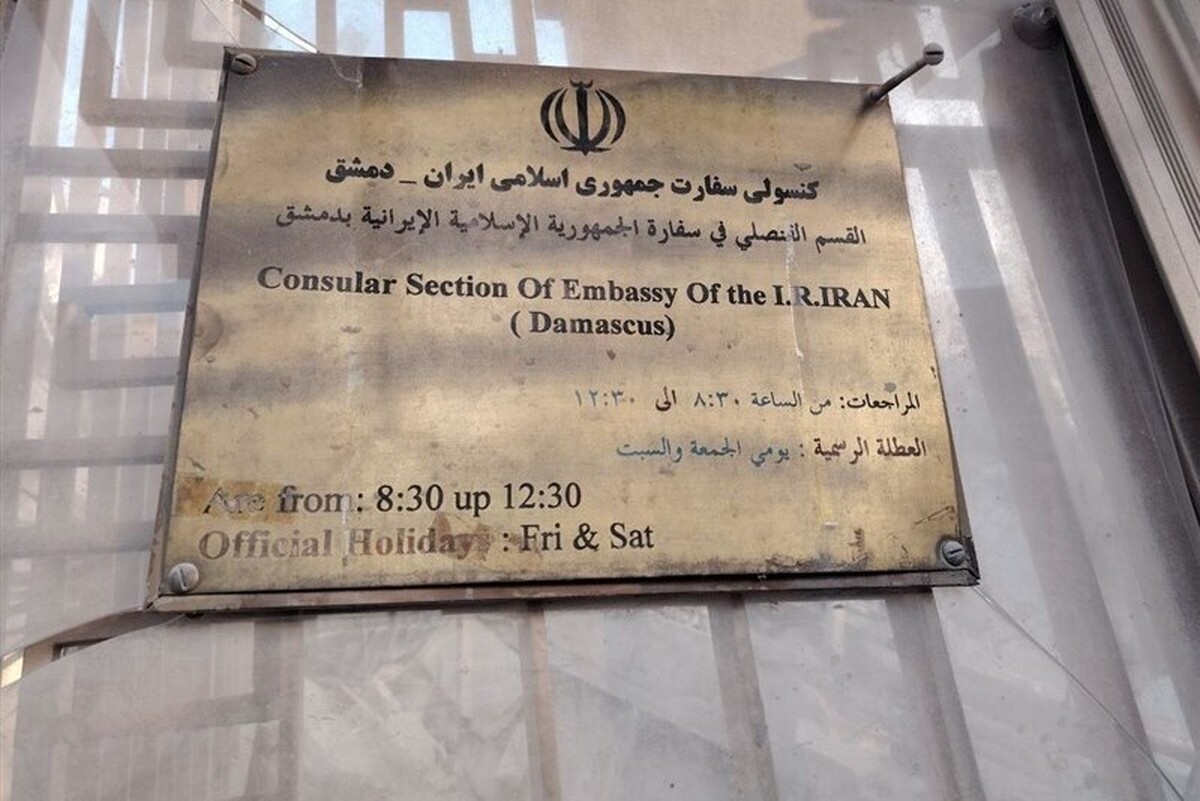 کنسولی سفارت جمهوری اسلامی ایران _ دمشق
القسم القنصلي في سفارة الجمهورية الإسلامية الإيرانية بدمشق
Consular Section Of Embassy Of the I.R.IRAN
( Damascus)
المراجعات: من الساعة ٨:٣٠ الى ١٢:٣٠
العطلة الرسمية : يومي الجمعة والسبت
Are from: 8:30 up 12:30
Official Holidays : Fri & Sat